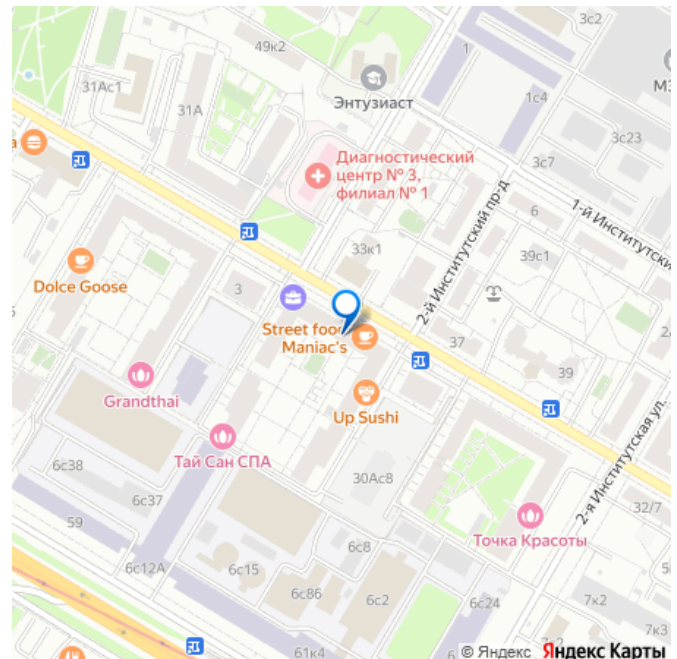 3с2
49к2
1
31Ас1
31А
Энтузиаст
1с4
МЗ
3с23
Диагностический
центр № 3,
филиал № 1
3с7
6
1-й Институтски
2-й Институтский пр-д
39с1
33к1
Dolce Goose
3
Street food
Maniac's
37
39
Grandthai
Up Sushi
2-я Институтская ул.
Тай Сан СПА
6с38
30Ас8
6с37
32/7
59
Точка Красоты
6с8
6с12А
6с15
6с86
6с2
6с24
7к2
7к3
61к4
© Яндекс Яндекс Карты